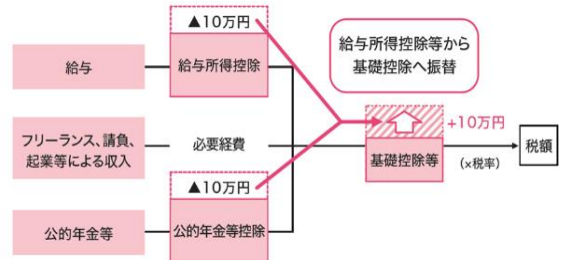 ▲10万円
給与
給与所得控除
給与所得控除等から
基礎控除へ振替
フリーランス、請負、
起業等による収入
必要経費
+10万円
基礎控除等
(×税率)
税額
▲10万円
公的年金等
公的年金等控除